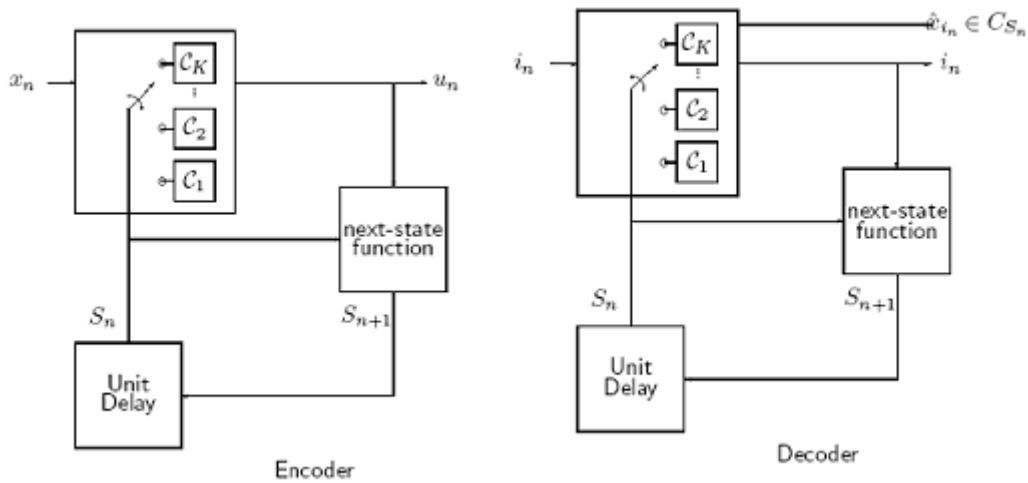 x_n
C_K
⋮
C_2
C_1
u_n
next-state
function
S_n
S_{n+1}
Unit
Delay
Encoder
i_n
C_K
⋮
C_2
C_1
x̂_{i_n} ∈ C_{S_n}
i_n
next-state
function
S_n
S_{n+1}
Unit
Delay
Decoder